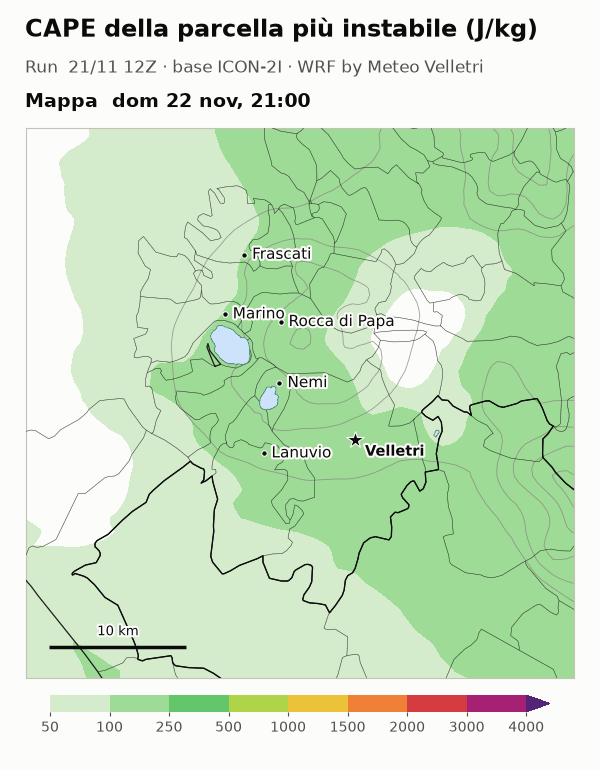 CAPE della parcella più instabile (J/kg)
Run  21/11 12Z · base ICON-2I · WRF by Meteo Velletri
Mappa  dom 22 nov, 21:00
Frascati
Marino
Rocca di Papa
Nemi
Velletri
Lanuvio
10 km
50 100 250 500 1000 1500 2000 3000 4000